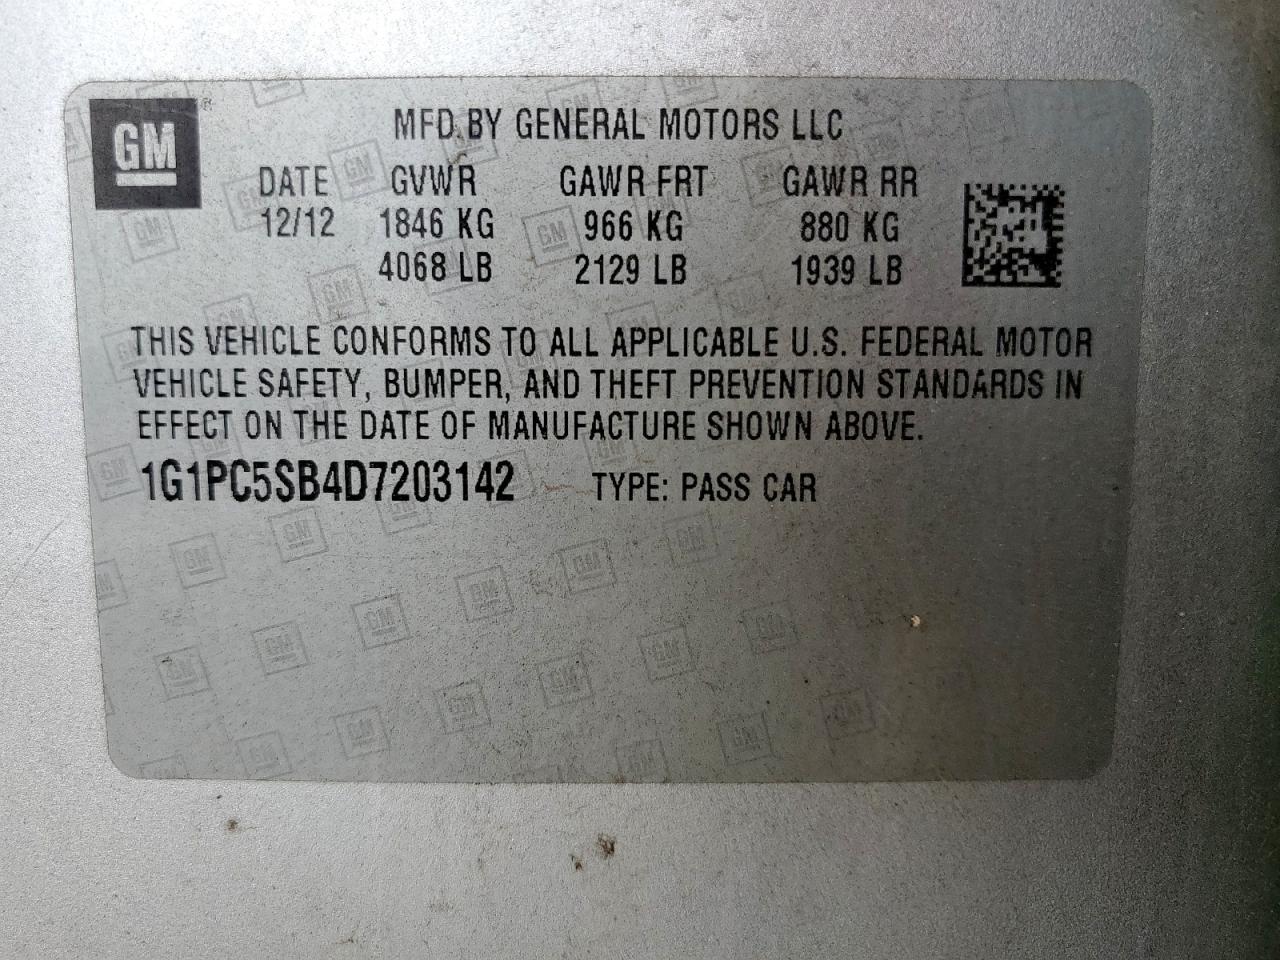 GM ®
MFD. BY GENERAL MOTORS LLC
DATE GVWR GAWR FRT GAWR RR
12/12 1846 KG 966 KG 880 KG
4068 LB 2129 LB 1939 LB
THIS VEHICLE CONFORMS TO ALL APPLICABLE U.S. FEDERAL MOTOR
VEHICLE SAFETY, BUMPER, AND THEFT PREVENTION STANDARDS IN
EFFECT ON THE DATE OF MANUFACTURE SHOWN ABOVE.
1G1PC5SB4D7203142 TYPE: PASS CAR